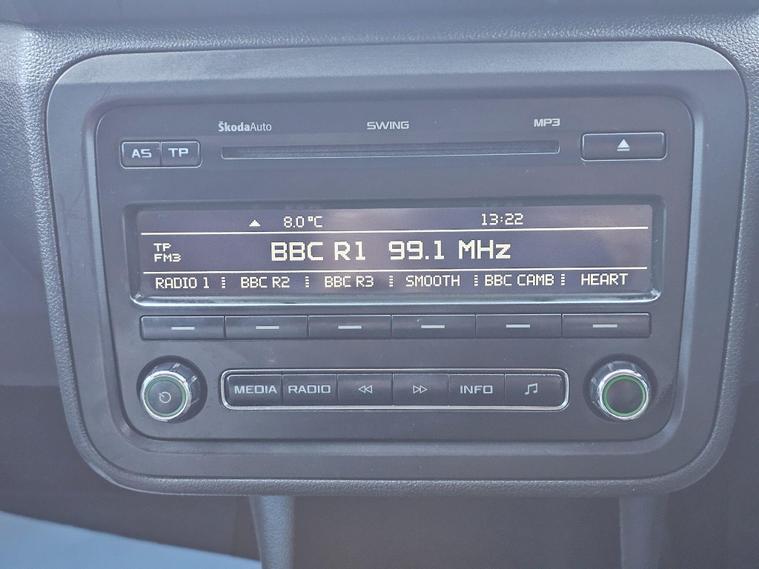 ŠkodaAuto SWING MP3
AS TP
8.0°C 13:22
TP
FM3
BBC R1 99.1 MHz
RADIO 1 BBC R2 BBC R3 SMOOTH BBC CAMB HEART
MEDIA RADIO INFO